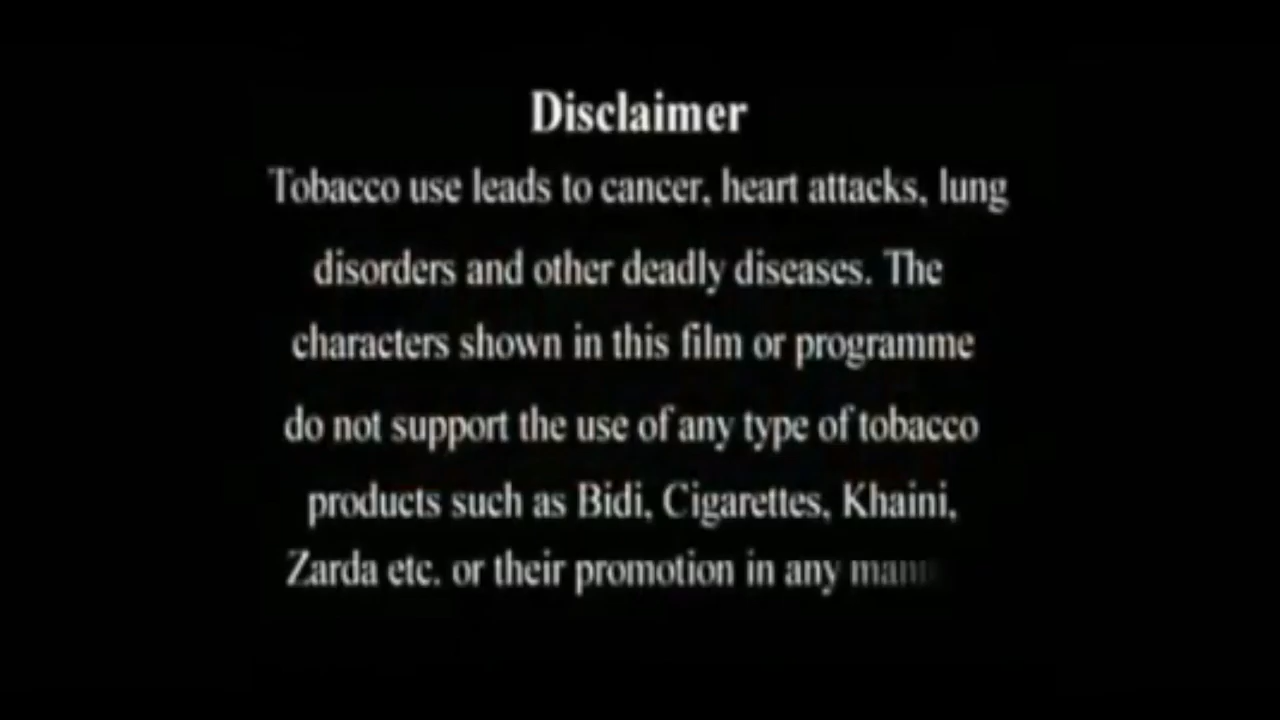 Disclaimer
Tobacco use leads to cancer, heart attacks, lung
disorders and other deadly diseases. The
characters shown in this film or programme
do not support the use of any type of tobacco
products such as Bidi, Cigarettes, Khaini,
Zarda etc. or their promotion in any